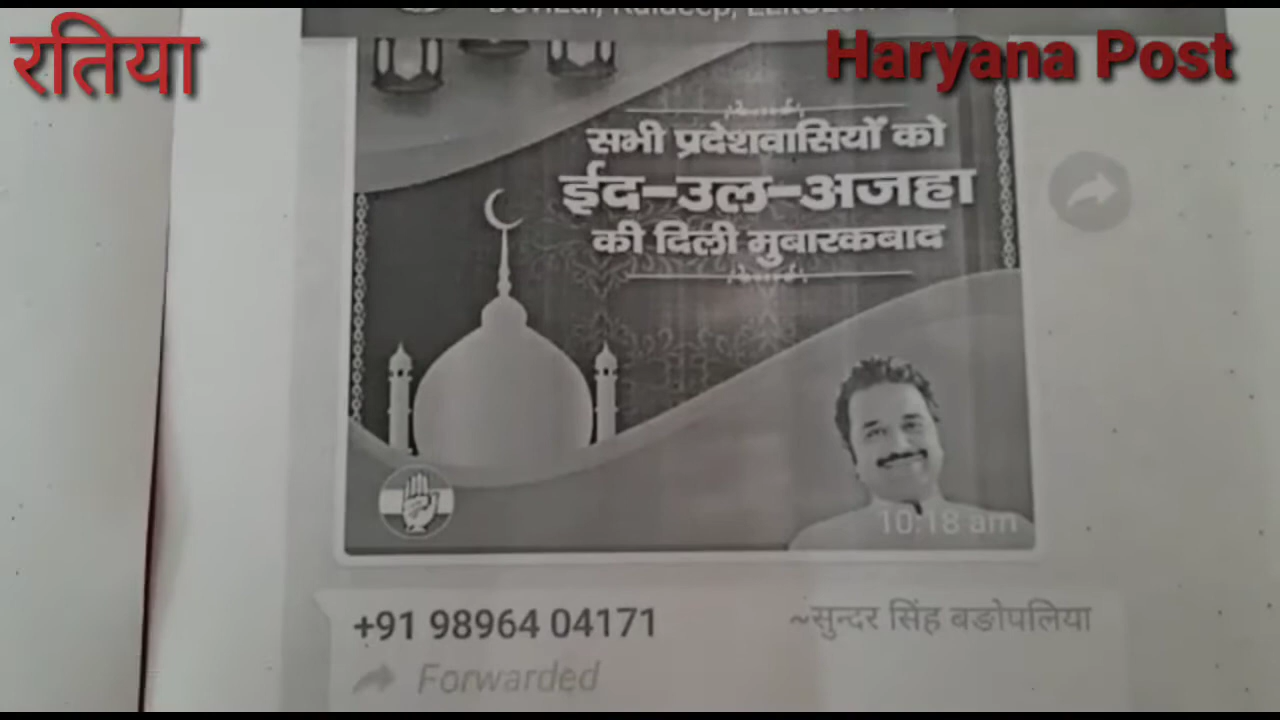 रतिया
Haryana Post
सभी प्रदेशवासियों को
ईद-उल-अजहा
की दिली मुबारकबाद
10:18 am
+91 98964 04171
~सुन्दर सिंह बङोपलिया
Forwarded